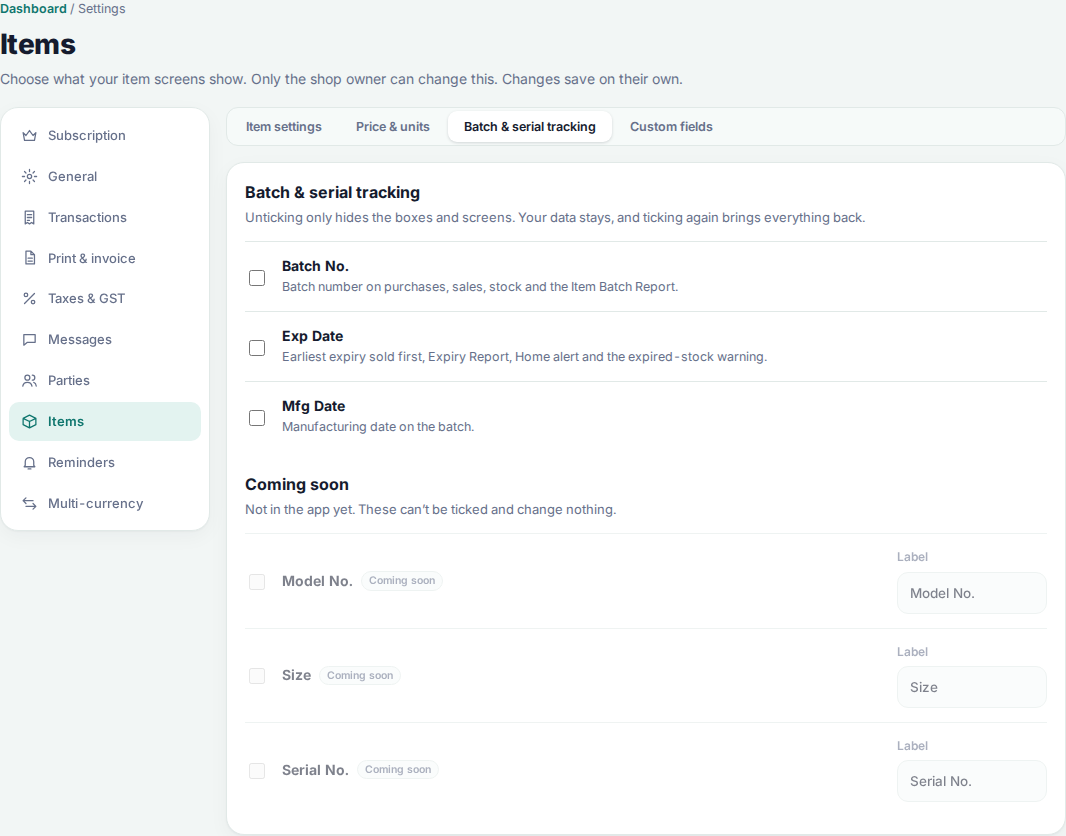 Dashboard / Settings
Items
Choose what your item screens show. Only the shop owner can change this. Changes save on their own.
Subscription
General
Transactions
Print & invoice
Taxes & GST
Messages
Parties
Items
Reminders
Multi-currency
Item settings
Price & units
Batch & serial tracking
Custom fields
Batch & serial tracking
Unticking only hides the boxes and screens. Your data stays, and ticking again brings everything back.
Batch No.
Batch number on purchases, sales, stock and the Item Batch Report.
Exp Date
Earliest expiry sold first, Expiry Report, Home alert and the expired-stock warning.
Mfg Date
Manufacturing date on the batch.
Coming soon
Not in the app yet. These can't be ticked and change nothing.
Model No. Coming soon
Label
Model No.
Size Coming soon
Label
Size
Serial No. Coming soon
Label
Serial No.